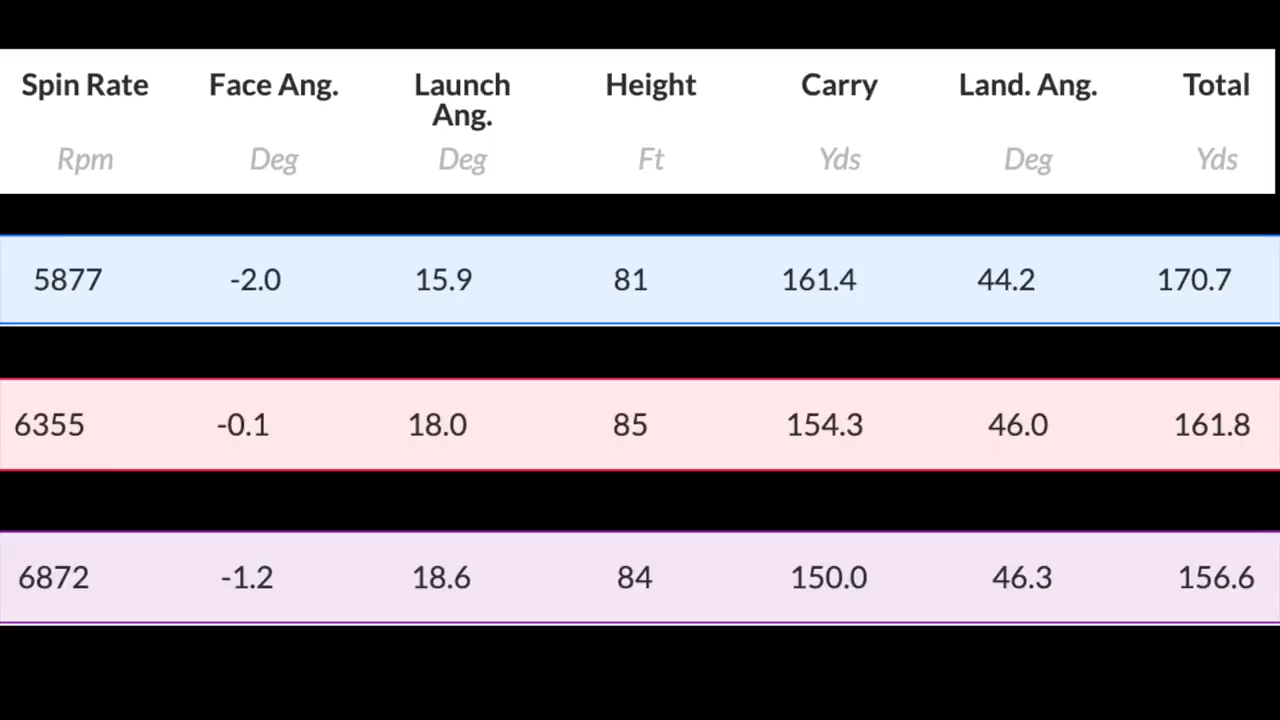 Spin Rate Face Ang. Launch Ang. Height Carry Land. Ang. Total
Rpm Deg Deg Ft Yds Deg Yds
5877 -2.0 15.9 81 161.4 44.2 170.7
6355 -0.1 18.0 85 154.3 46.0 161.8
6872 -1.2 18.6 84 150.0 46.3 156.6